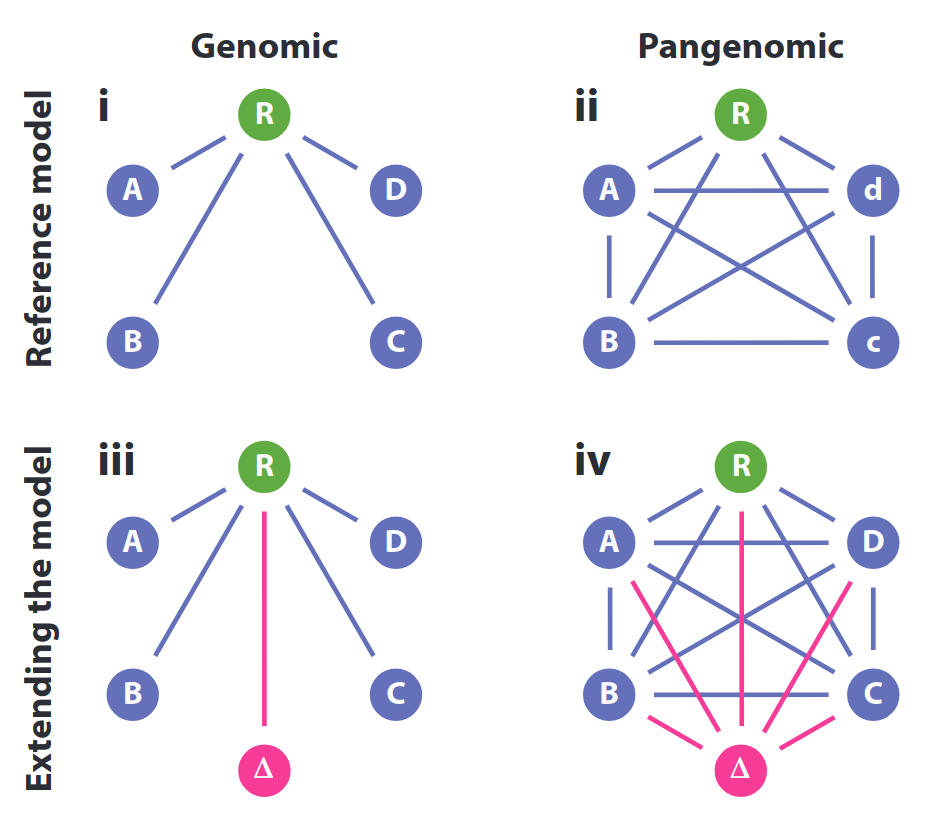 Genomic
Pangenomic
Reference model
i
R
A
D
B
C
ii
R
A
d
B
c
Extending the model
iii
R
A
D
B
C
Δ
iv
R
A
D
B
C
Δ